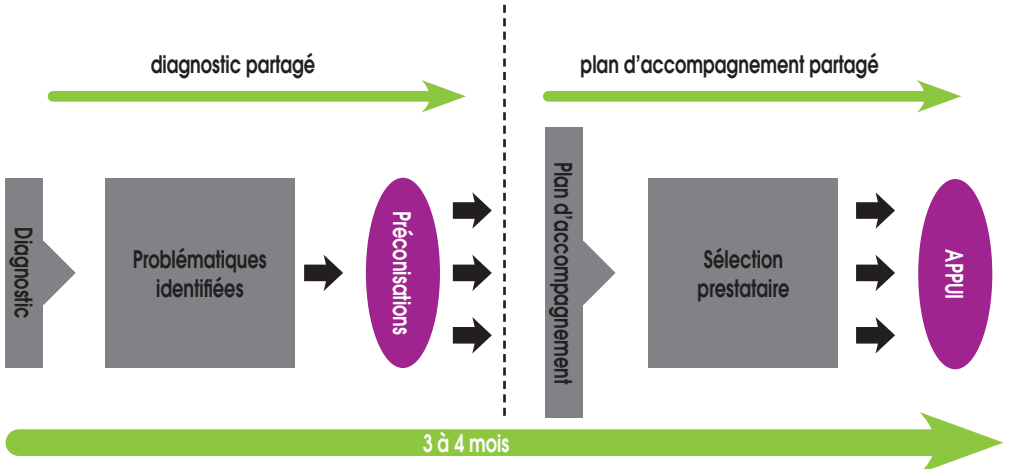 diagnostic partagé
plan d'accompagnement partagé
Diagnostic
Problématiques
identifiées
Préconisations
Plan d'accompagnement
Sélection
prestataire
APPUI
3 à 4 mois